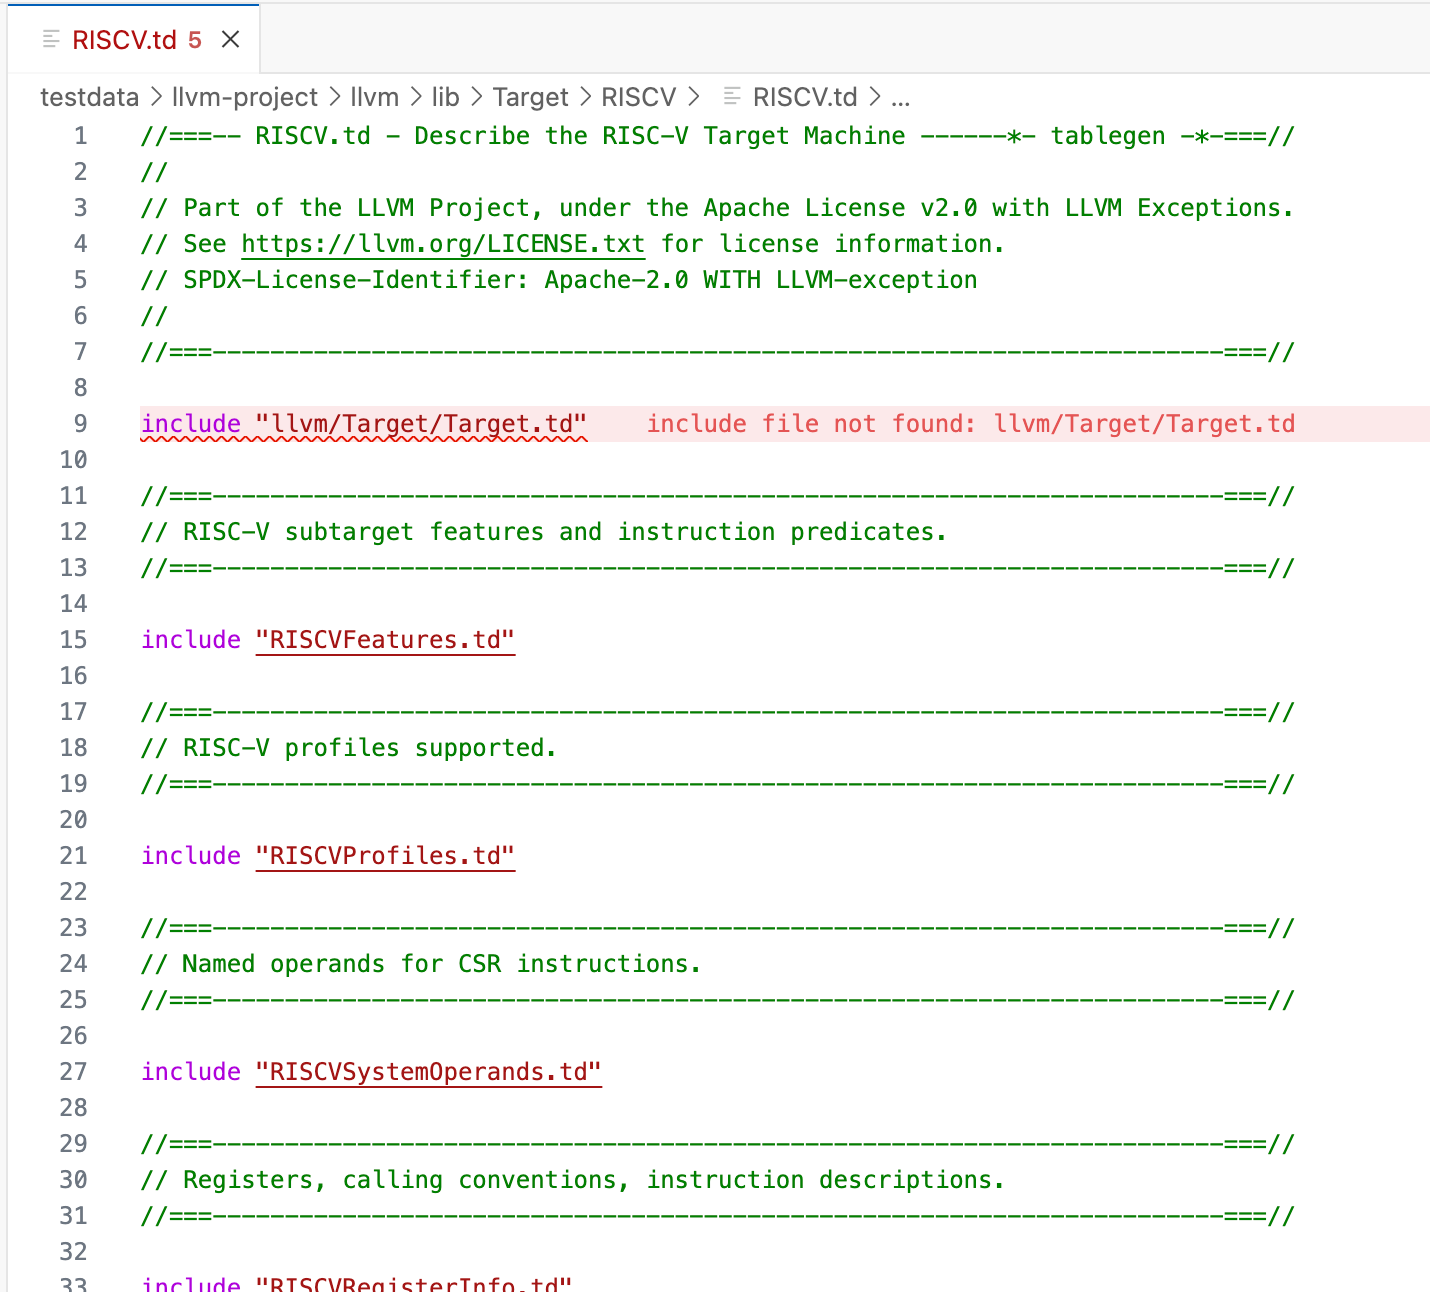 RISCV.td 5
testdata > llvm-project > llvm > lib > Target > RISCV > RISCV.td > ...
1 //===-- RISCV.td - Describe the RISC-V Target Machine ------*- tablegen -*-===//
2 //
3 // Part of the LLVM Project, under the Apache License v2.0 with LLVM Exceptions.
4 // See https://llvm.org/LICENSE.txt for license information.
5 // SPDX-License-Identifier: Apache-2.0 WITH LLVM-exception
6 //
7 //===----------------------------------------------------------------------===//
8
9 include "llvm/Target/Target.td" include file not found: llvm/Target/Target.td
10
11 //===----------------------------------------------------------------------===//
12 // RISC-V subtarget features and instruction predicates.
13 //===----------------------------------------------------------------------===//
14
15 include "RISCVFeatures.td"
16
17 //===----------------------------------------------------------------------===//
18 // RISC-V profiles supported.
19 //===----------------------------------------------------------------------===//
20
21 include "RISCVProfiles.td"
22
23 //===----------------------------------------------------------------------===//
24 // Named operands for CSR instructions.
25 //===----------------------------------------------------------------------===//
26
27 include "RISCVSystemOperands.td"
28
29 //===----------------------------------------------------------------------===//
30 // Registers, calling conventions, instruction descriptions.
31 //===----------------------------------------------------------------------===//
32
33 include "RISCVRegisterInfo.td"